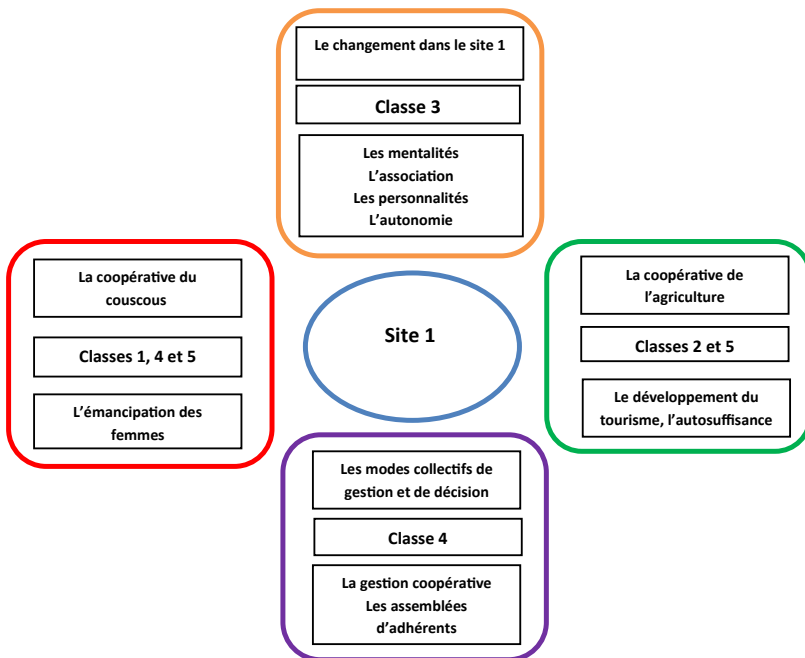 Le changement dans le site 1
Classe 3
Les mentalités
L’association
Les personnalités
L’autonomie
La coopérative du
couscous
Classes 1, 4 et 5
L’émancipation des
femmes
Site 1
La coopérative de
l’agriculture
Classes 2 et 5
Le développement du
tourisme, l’autosuffisance
Les modes collectifs de
gestion et de décision
Classe 4
La gestion coopérative
Les assemblées
d’adhérents